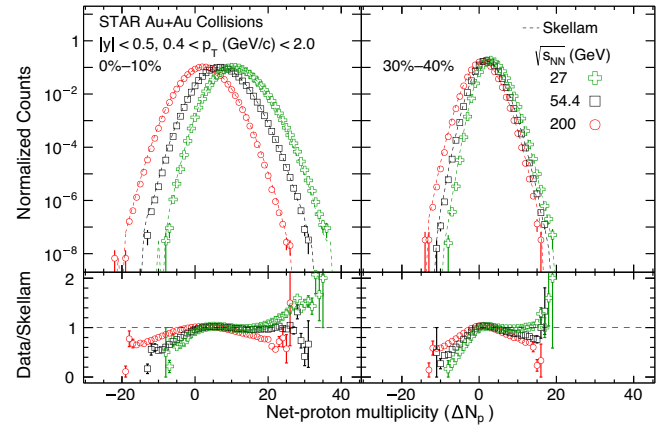 STAR Au+Au Collisions
|y| < 0.5, 0.4 < p_T (GeV/c) < 2.0
0%–10%
30%–40%
---- Skellam
√s_NN (GeV)
27
54.4
200
Normalized Counts
1
10^−2
10^−4
10^−6
10^−8
Data/Skellam
2
1
0
−20 0 20 40
−20 0 20 40
Net-proton multiplicity (ΔN_p)